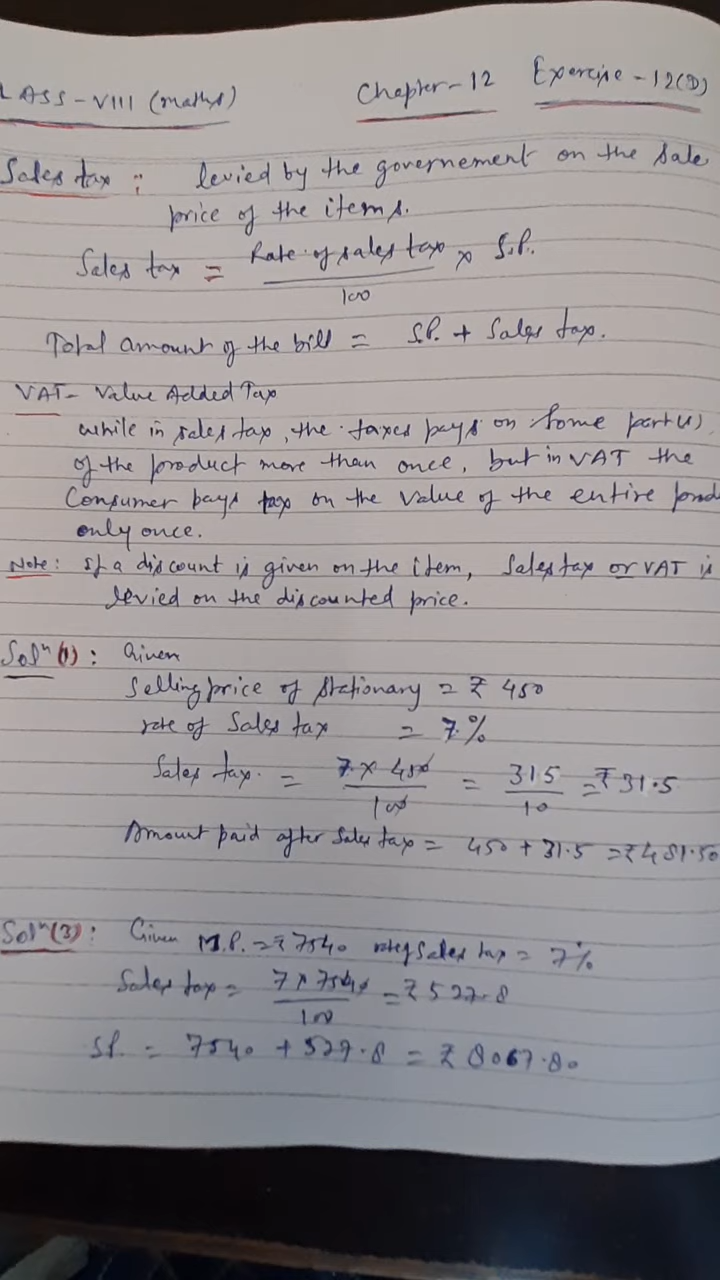 LASS - VIII (maths) Chapter - 12 Exercise - 12(D)
Sales tax : levied by the governement on the sale
price of the items.
Sales tax = Rate of sales tax × S.P.
100
Total amount of the bill = S.P. + Sales tax.
VAT - Value Added Tax
while in sales tax, the taxes pays on some part(s)
of the product more than once, but in VAT the
Consumer pays tax on the value of the entire prod
only once.
Note: If a discount is given on the item, Sales tax or VAT is
levied on the discounted price.
Solⁿ (1) : Given
Selling price of Stationary = ₹ 450
rate of Sales tax = 7%
Sales tax = 7 × 450 = 315 = ₹31.5
100 10
Amount paid after Sales tax = 450 + 31.5 = ₹481.50
Solⁿ (3) : Given M.P. = ₹ 7540 rate of Sales tax = 7%
Sales tax = 7 × 7540 = ₹527.8
100
S.P. = 7540 + 527.8 = ₹ 8067.80